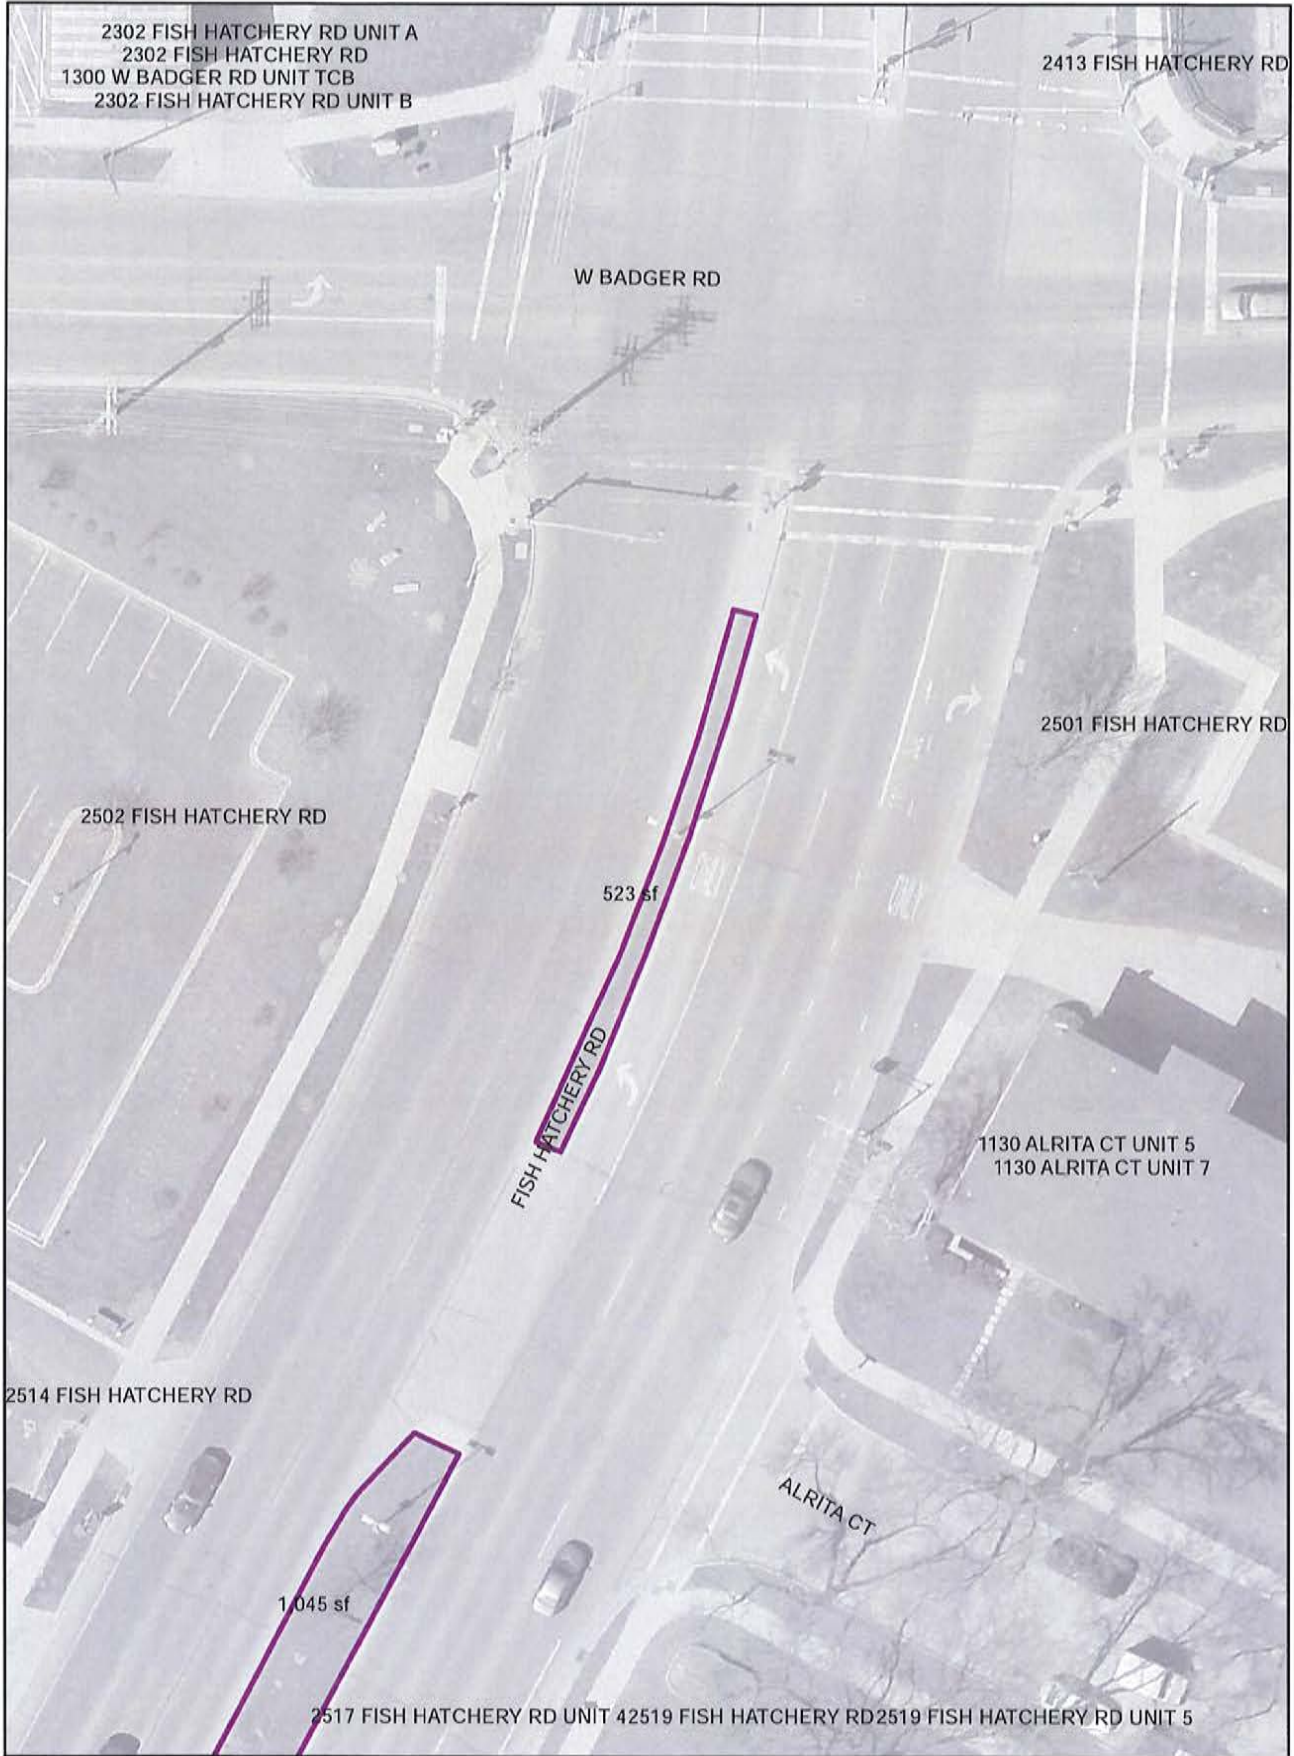 2302 FISH HATCHERY RD UNIT A
2302 FISH HATCHERY RD
1300 W BADGER RD UNIT TCB
2302 FISH HATCHERY RD UNIT B
2413 FISH HATCHERY RD
W BADGER RD
2501 FISH HATCHERY RD
2502 FISH HATCHERY RD
523 sf
FISH HATCHERY RD
1130 ALRITA CT UNIT 5
1130 ALRITA CT UNIT 7
2514 FISH HATCHERY RD
ALRITA CT
1,045 sf
2517 FISH HATCHERY RD UNIT 42519 FISH HATCHERY RD2519 FISH HATCHERY RD UNIT 5